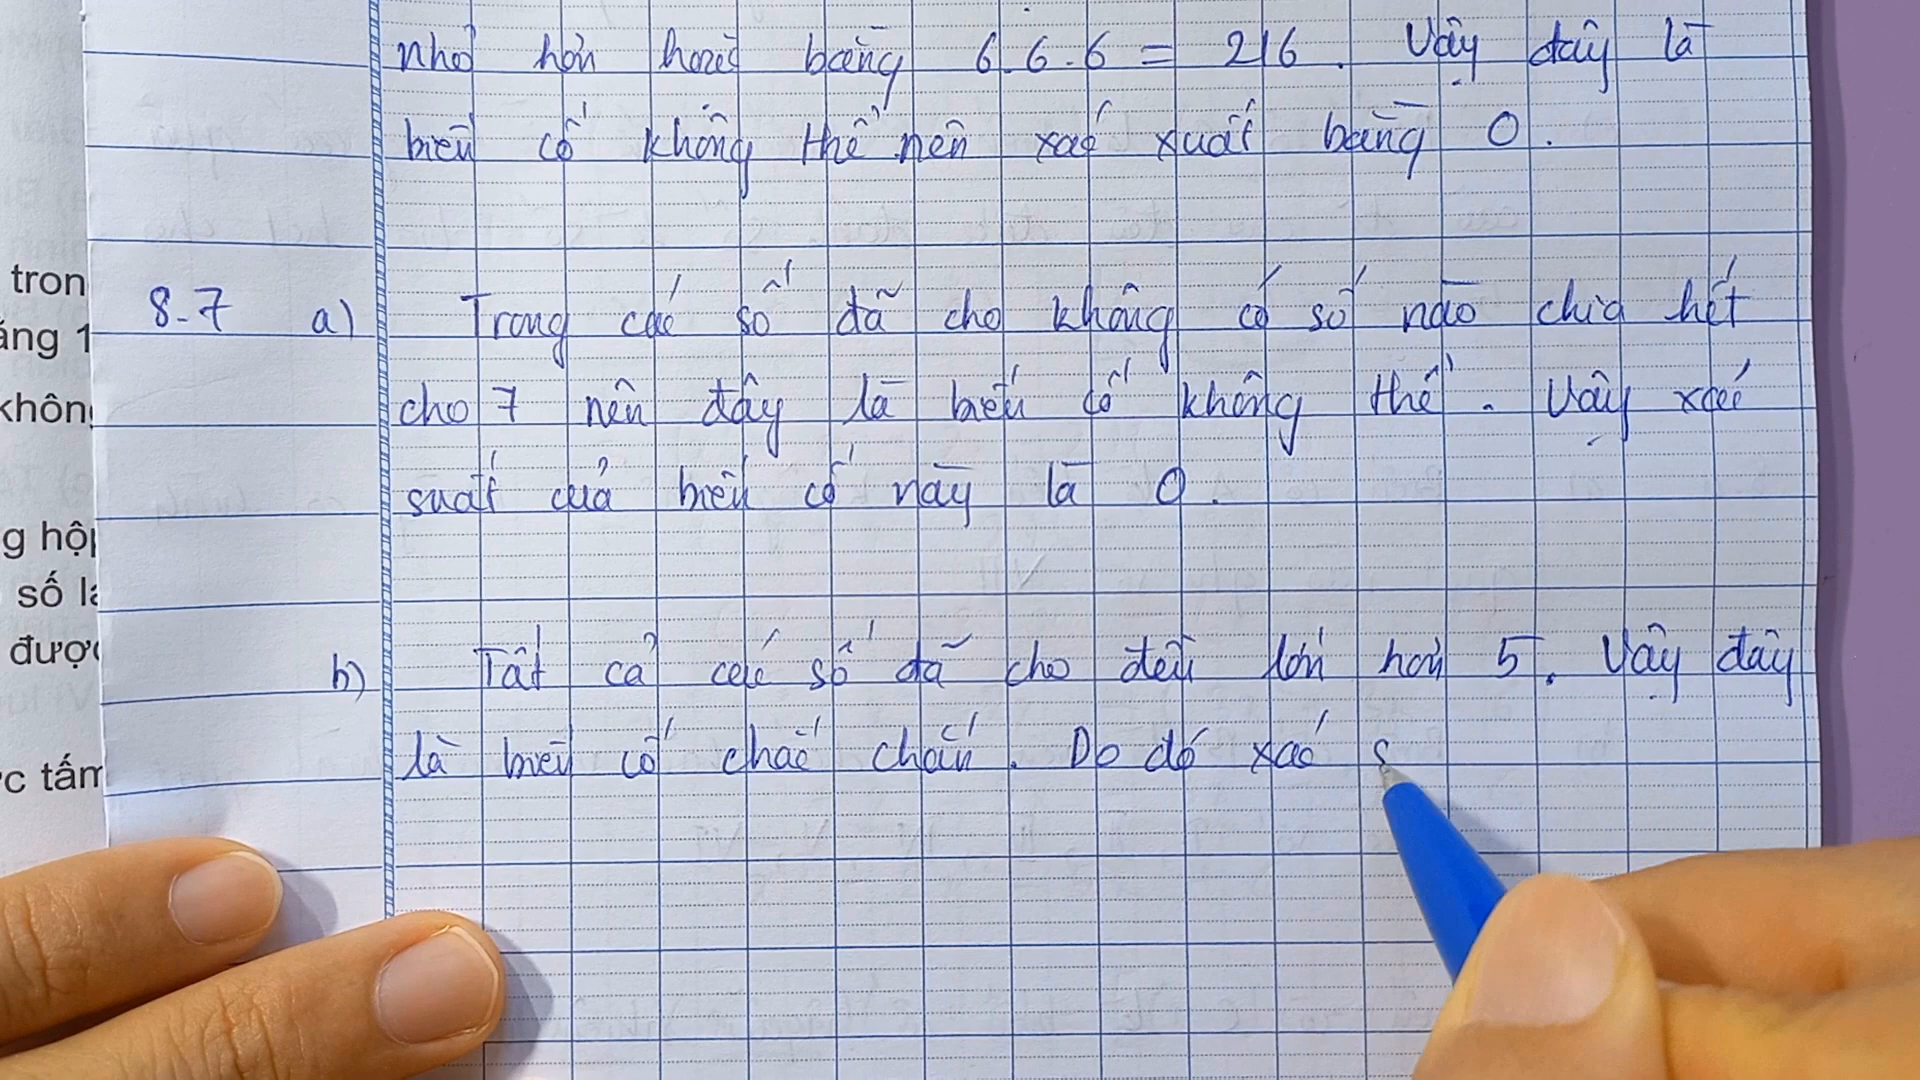 nhỏ hơn hoặc bằng 6.6.6 = 216. Vậy đây là
biến cố không thể nên xác xuất bằng 0.
tron
ảng 1
8.7 a) Trong các số đã cho không có số nào chia hết
khôn
cho 7 nên đây là biến cố không thể. Vậy xác
suất của biến cố này là 0.
g hộ
số l
được
b) Tất cả các số đã cho đều lớn hơn 5. Vậy đây
là biến cố chắc chắn. Do đó xác s
c tấm